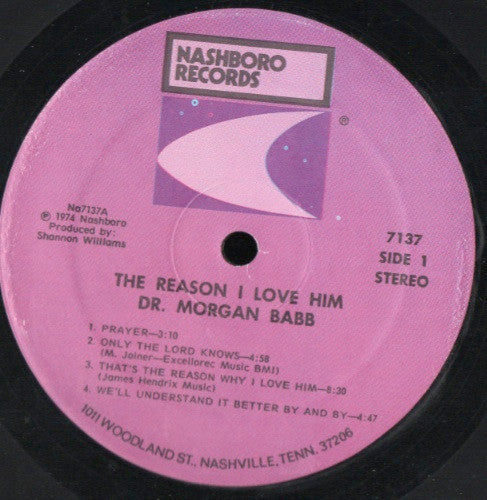 NASHBORO
RECORDS
®
Na7137A
℗ 1974 Nashboro
Produced by:
Shannon Williams
7137
SIDE 1
STEREO
THE REASON I LOVE HIM
DR. MORGAN BABB
1. PRAYER—3:10
2. ONLY THE LORD KNOWS—4:58
(M. Joiner—Excellorec Music BMI)
3. THAT'S THE REASON WHY I LOVE HIM—8:30
(James Hendrix Music)
4. WE'LL UNDERSTAND IT BETTER BY AND BY—4:47
1011 WOODLAND ST., NASHVILLE, TENN. 37206